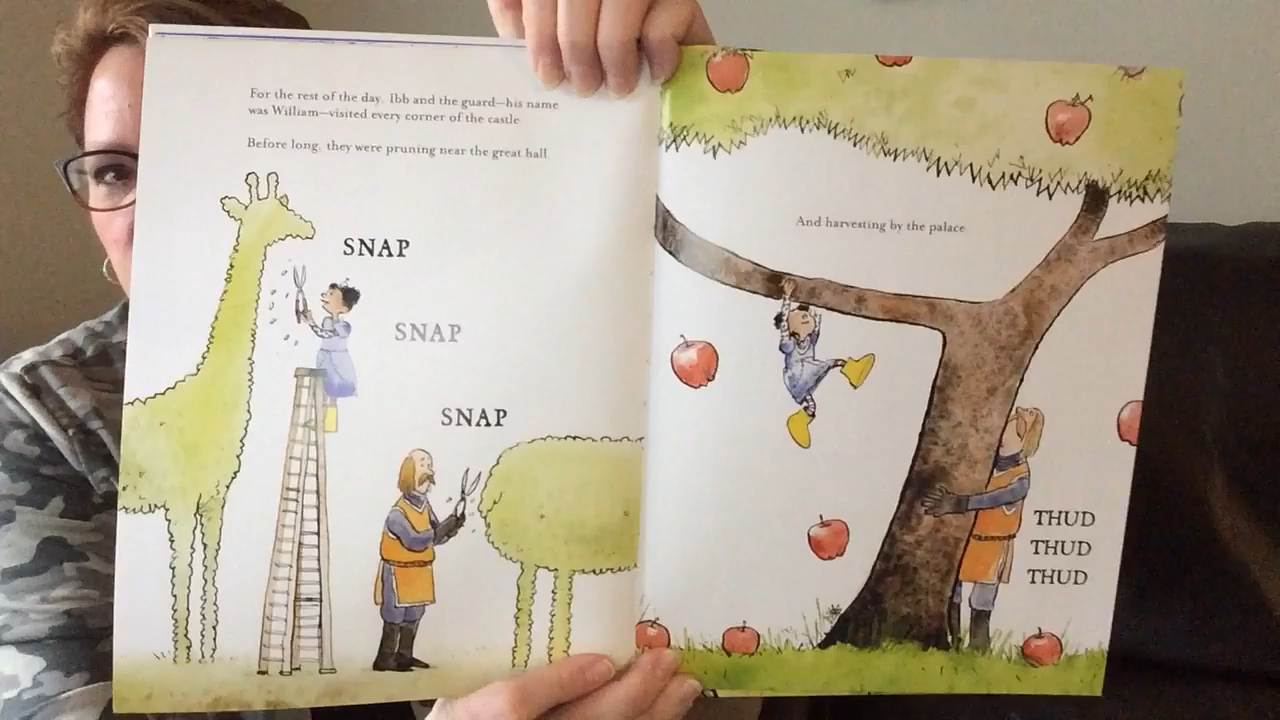 For the rest of the day, Ibb and the guard—his name
was William—visited every corner of the castle
Before long, they were pruning near the great hall
SNAP
SNAP
SNAP
And harvesting by the palace
THUD
THUD
THUD